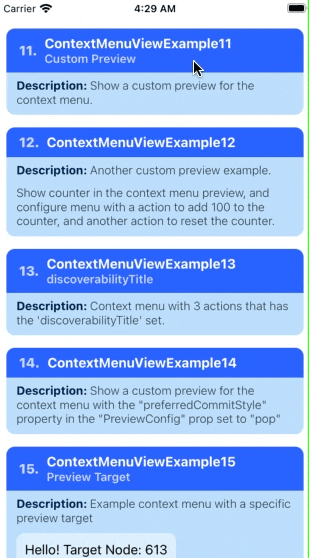 Carrier 4:29 AM
11. ContextMenuViewExample11
Custom Preview
Description: Show a custom preview for the
context menu.
12. ContextMenuViewExample12
Description: Another custom preview example.
Show counter in the context menu preview, and
configure menu with a action to add 100 to the
counter, and another action to reset the counter.
13. ContextMenuViewExample13
discoverabilityTitle
Description: Context menu with 3 actions that has
the 'discoverabilityTitle' set.
14. ContextMenuViewExample14
Description: Show a custom preview for the
context menu with the "preferredCommitStyle"
property in the "PreviewConfig" prop set to "pop"
15. ContextMenuViewExample15
Preview Target
Description: Example context menu with a specific
preview target
Hello! Target Node: 613